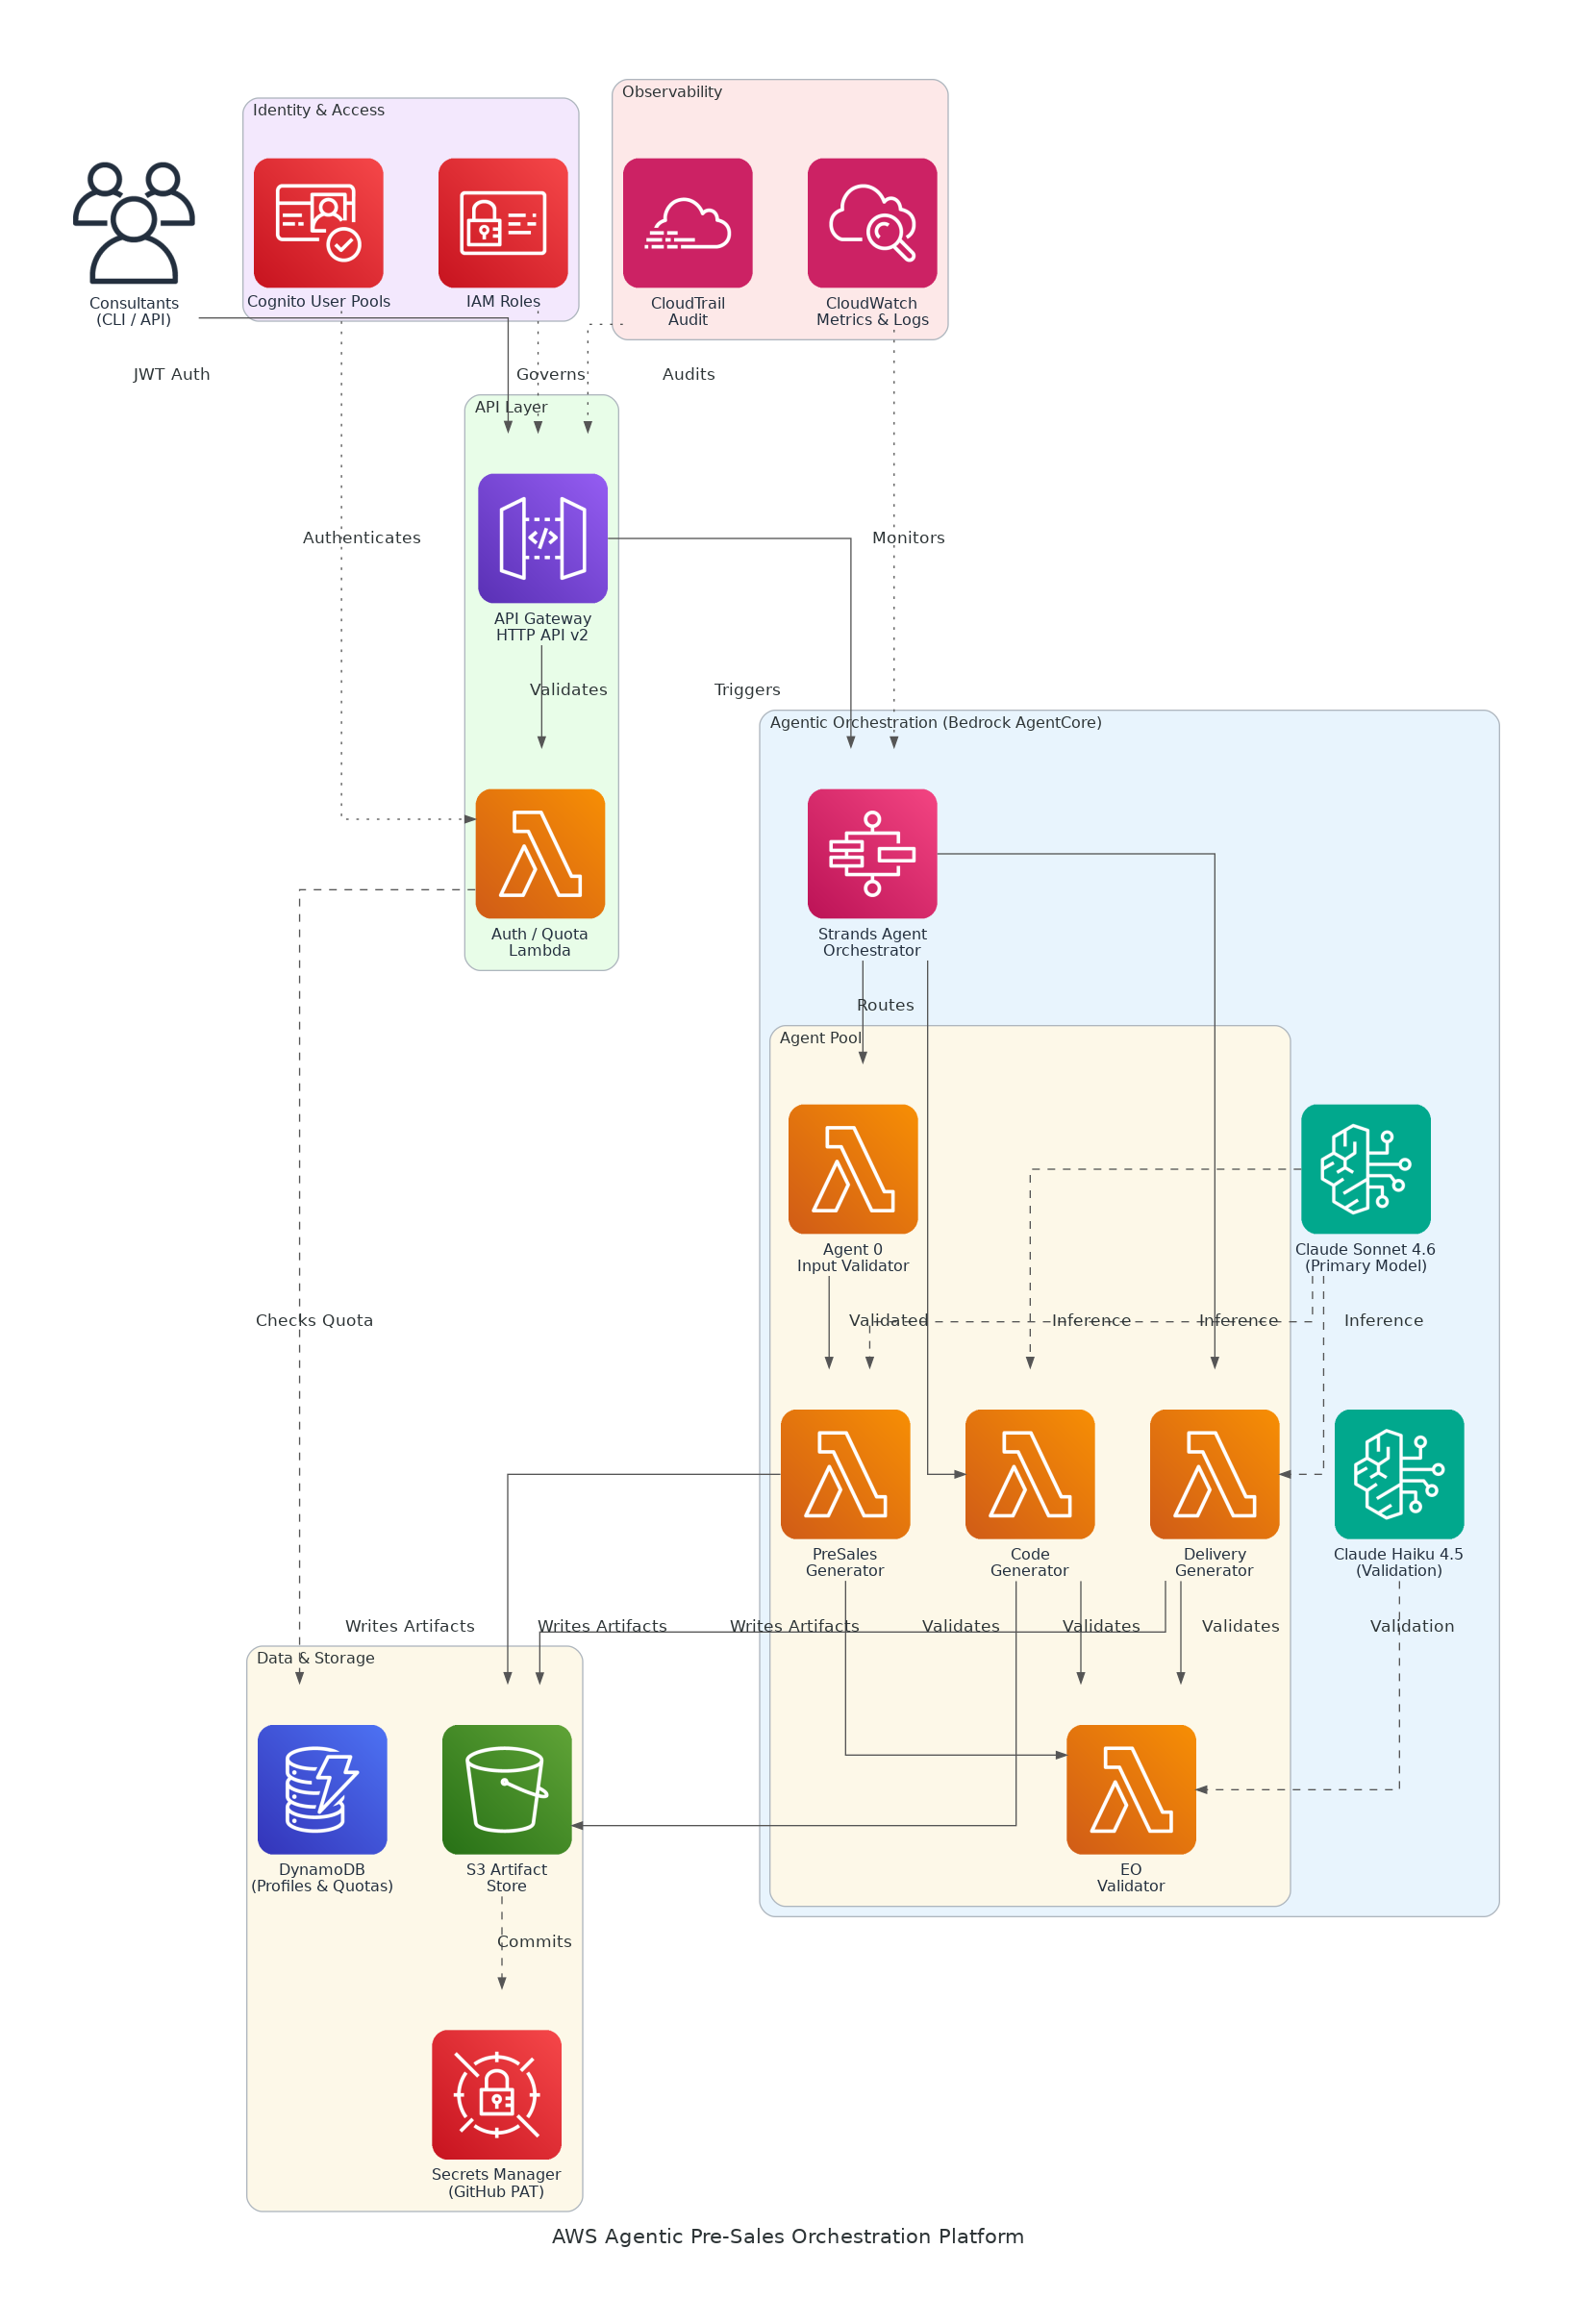 Observability
Identity & Access
Consultants
(CLI / API)
Cognito User Pools
IAM Roles
CloudTrail
Audit
CloudWatch
Metrics & Logs
JWT Auth
Governs
Audits
API Layer
Authenticates
Monitors
API Gateway
HTTP API v2
Validates
Triggers
Agentic Orchestration (Bedrock AgentCore)
Auth / Quota
Lambda
Strands Agent
Orchestrator
Routes
Agent Pool
Agent 0
Input Validator
Claude Sonnet 4.6
(Primary Model)
Checks Quota
Validated
Inference
Inference
Inference
PreSales
Generator
Code
Generator
Delivery
Generator
Claude Haiku 4.5
(Validation)
Writes Artifacts
Writes Artifacts
Writes Artifacts
Validates
Validates
Validates
Validation
Data & Storage
DynamoDB
(Profiles & Quotas)
S3 Artifact
Store
EO
Validator
Commits
Secrets Manager
(GitHub PAT)
AWS Agentic Pre-Sales Orchestration Platform